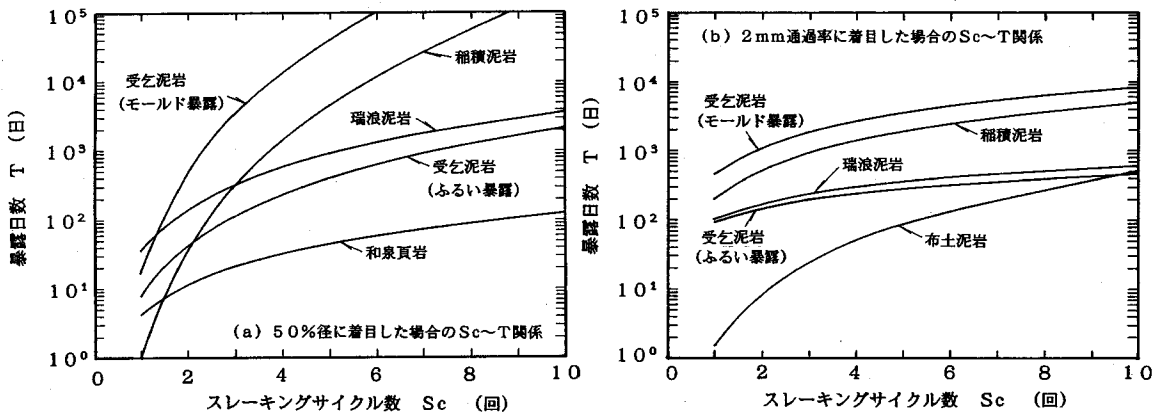 10⁵
10⁴
10³
10²
10¹
10⁰
暴露日数 T (日)
受乞泥岩
(モールド暴露)
稲積泥岩
瑞浪泥岩
受乞泥岩
(ふるい暴露)
和泉頁岩
(a) 50%径に着目した場合のSc～T関係
0 2 4 6 8 10
スレーキングサイクル数 Sc (回)
10⁵
10⁴
10³
10²
10¹
10⁰
暴露日数 T (日)
(b) 2mm通過率に着目した場合のSc～T関係
受乞泥岩
(モールド暴露)
稲積泥岩
瑞浪泥岩
受乞泥岩
(ふるい暴露)
布土泥岩
0 2 4 6 8 10
スレーキングサイクル数 Sc (回)